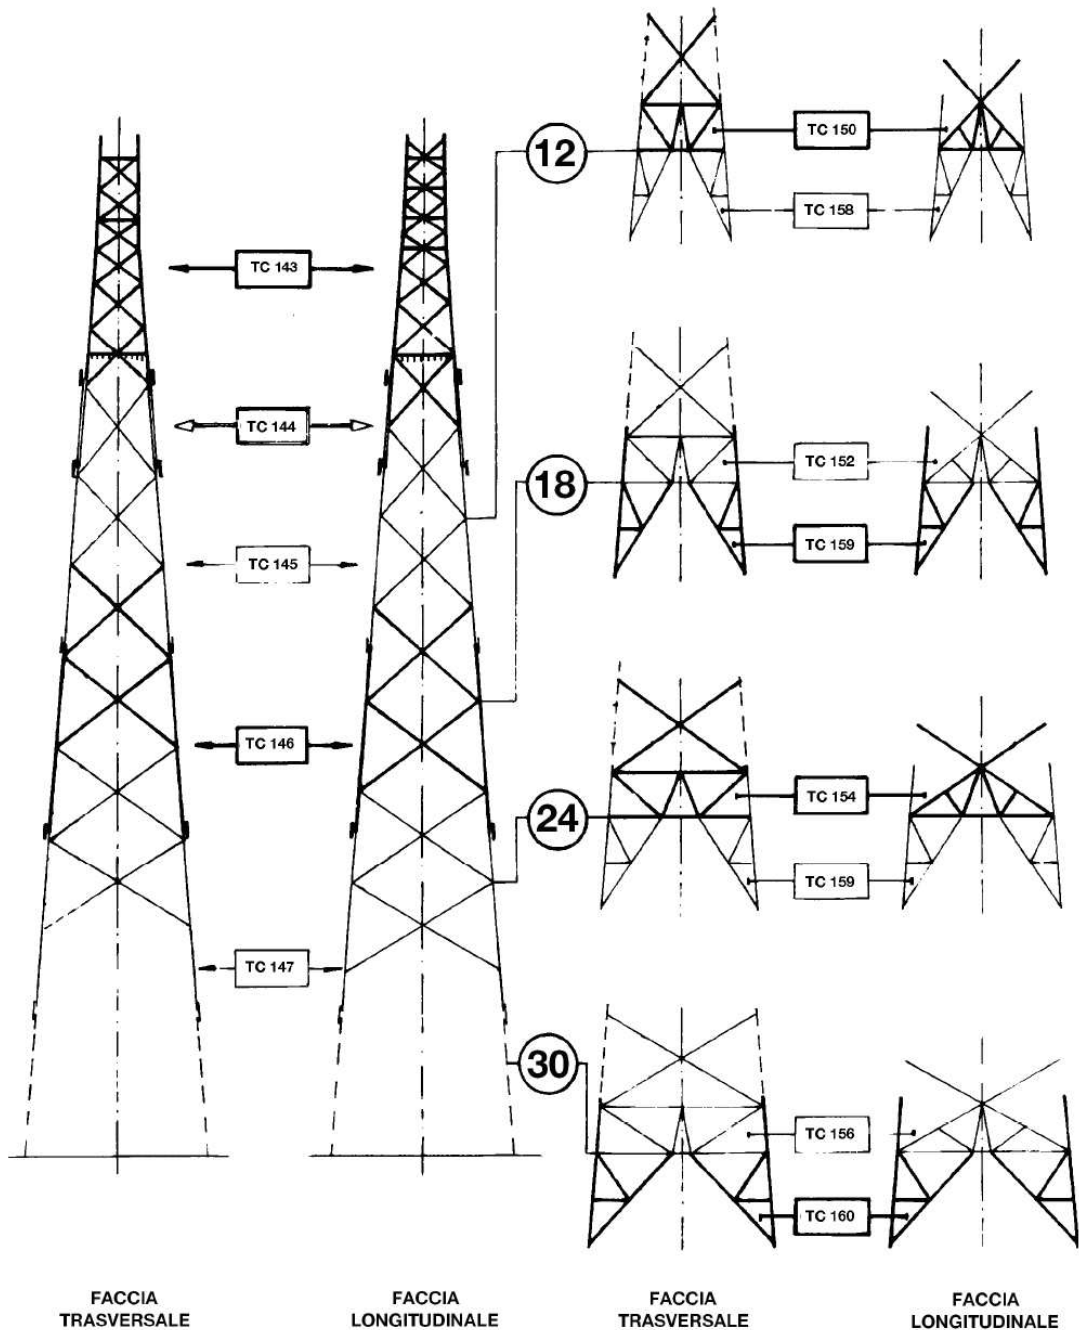 12
TC 150
TC 158
TC 143
TC 144
18
TC 152
TC 159
TC 145
TC 146
24
TC 154
TC 159
TC 147
30
TC 156
TC 160
FACCIA
TRASVERSALE
FACCIA
LONGITUDINALE
FACCIA
TRASVERSALE
FACCIA
LONGITUDINALE